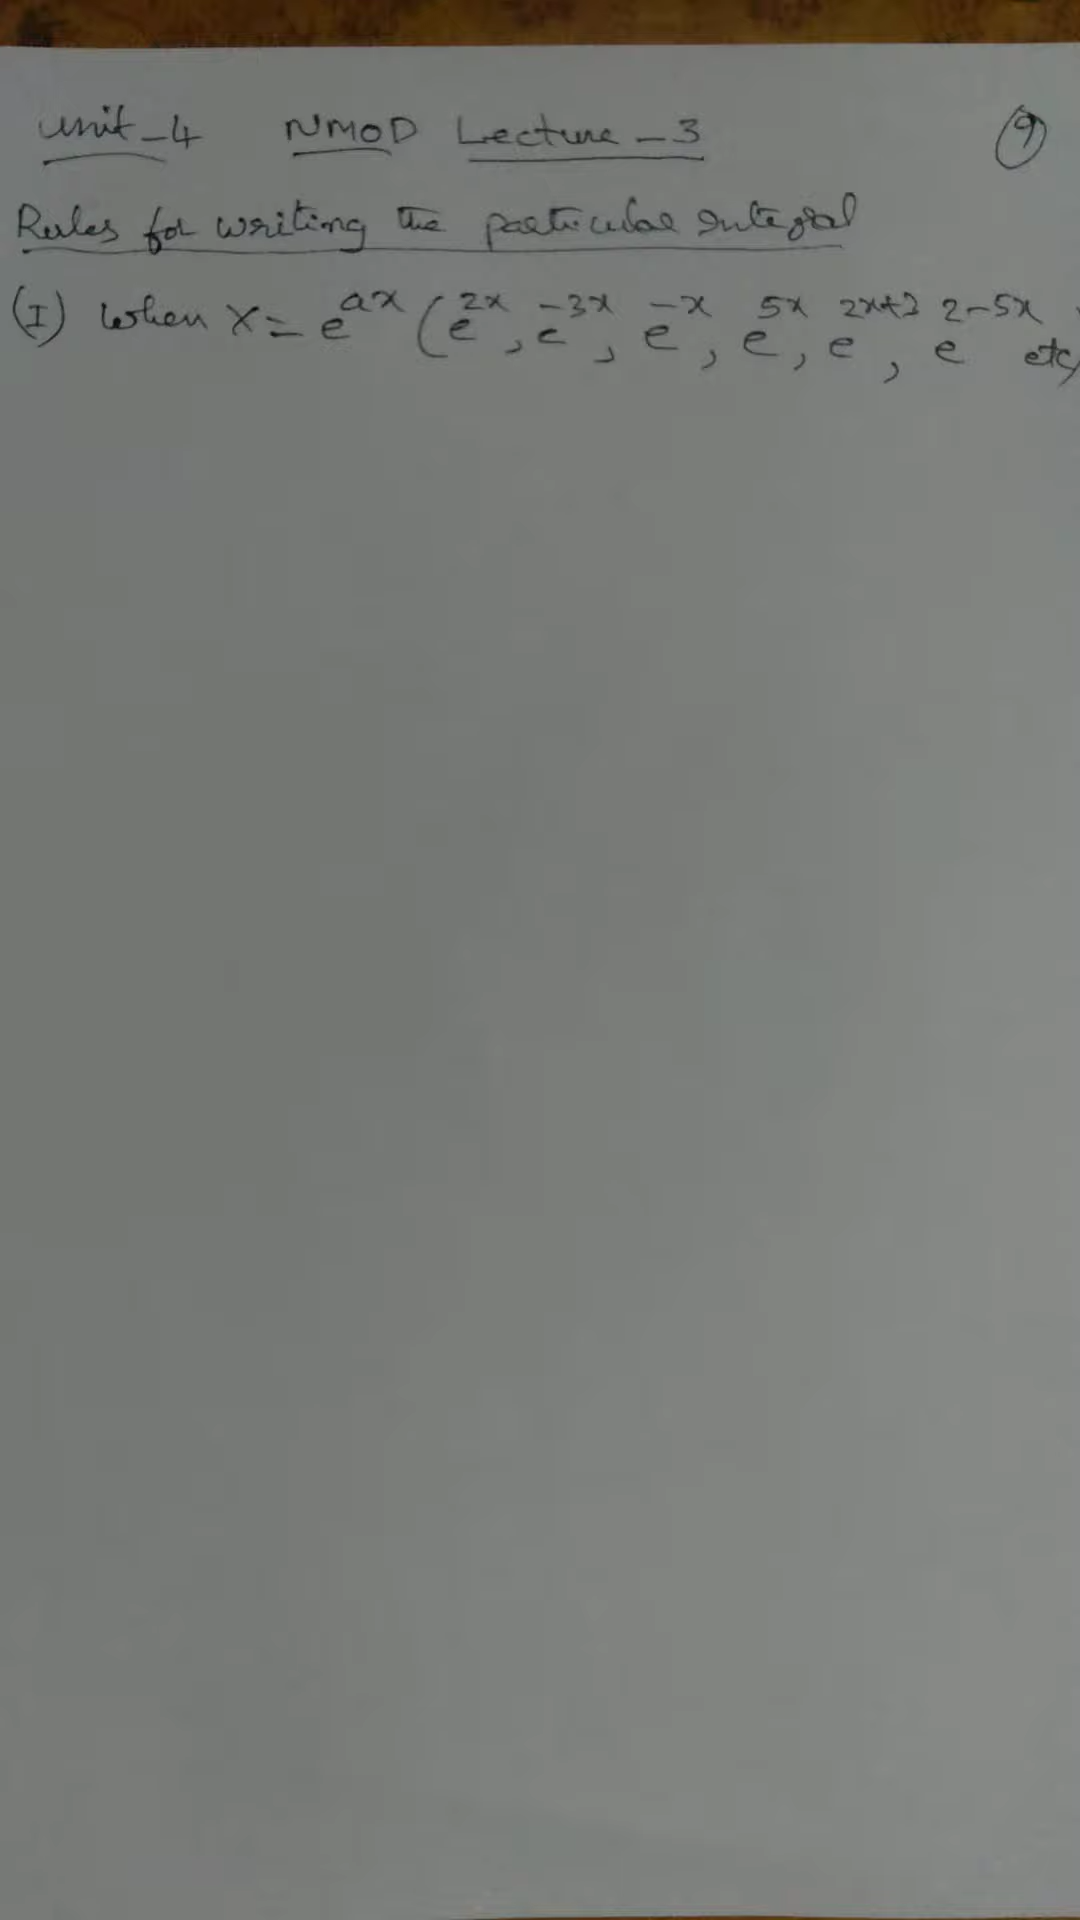 Unit-4 NMOD Lecture-3 9
Rules for writing the particular Integral
(I) when X = e^ax (e^2x, e^-3x, e^-x, e^5x, e^2x+3, e^2-5x etc)